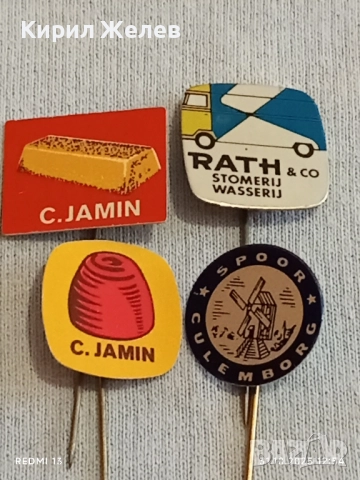 Кирил Желев
C.JAMIN
RATH & CO
STOMERIJ
WASSERIJ
C. JAMIN
SPOOR
CULEMBORG
REDMI 13